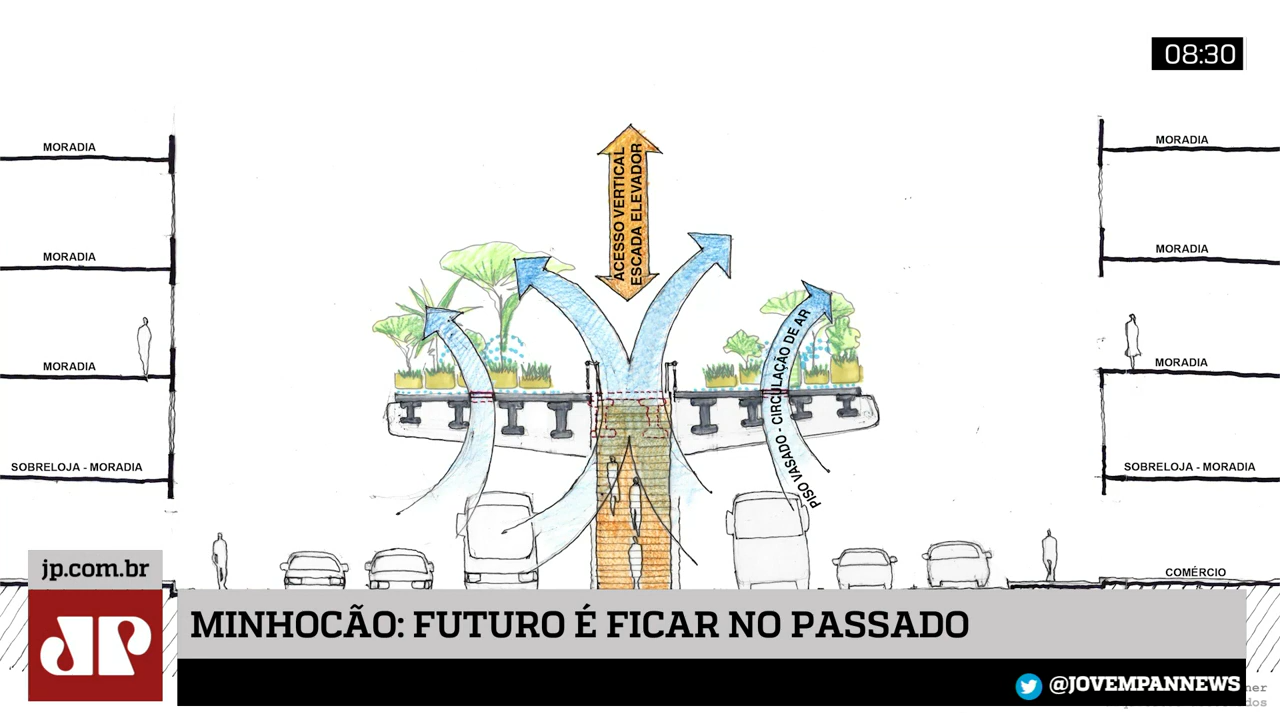 08:30
MORADIA
MORADIA
MORADIA
MORADIA
MORADIA
MORADIA
SOBRELOJA - MORADIA
SOBRELOJA - MORADIA
COMÉRCIO
ACESSO VERTICAL
ESCADA ELEVADOR
PISO VASADO - CIRCULAÇÃO DE AR
jp.com.br
JP
MINHOCÃO: FUTURO É FICAR NO PASSADO
@JOVEMPANNEWS